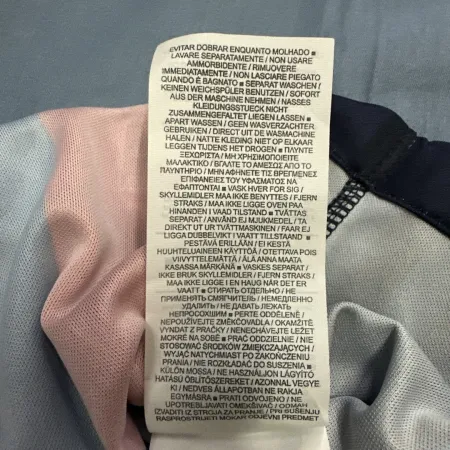 EVITAR DOBRAR ENQUANTO MOLHADO ■
LAVARE SEPARATAMENTE / NON USARE
AMMORBIDENTE / RIMUOVERE
IMMEDIATAMENTE / NON LASCIARE PIEGATO
QUANDO È BAGNATO ■ SEPARAT WASCHEN /
KEINEN WEICHSPÜLER BENUTZEN / SOFORT
AUS DER MASCHINE NEHMEN / NASSES
KLEIDUNGSSTUECK NICHT
ZUSAMMENGEFALTET LIEGEN LASSEN ■
APART WASSEN / GEEN WASVERZACHTER
GEBRUIKEN / DIRECT UIT DE WASMACHINE
HALEN / NATTE KLEDING NIET OP ELKAAR
LEGGEN TIJDENS HET DROGEN ■ ΠΛΥΝΤΕ
ΞΕΧΩΡΙΣΤΑ / ΜΗ ΧΡΗΣΙΜΟΠΟΙΕΙΤΕ
ΜΑΛΑΚΤΙΚΟ / ΒΓΑΛΤΕ ΤΟ ΑΜΕΣΩΣ ΑΠΟ ΤΟ
ΠΛΥΝΤΗΡΙΟ / ΜΗΝ ΑΦΗΝΕΤΕ ΤΙΣ ΒΡΕΓΜΕΝΕΣ
ΕΠΙΦΑΝΕΙΕΣ ΤΟΥ ΥΦΑΣΜΑΤΟΣ ΝΑ
ΕΦΑΠΤΟΝΤΑΙ ■ VASK HVER FOR SIG /
SKYLLEMIDLER MAA IKKE BENYTTES / FJERN
STRAKS / MAA IKKE LIGGE OVEN PAA
HINANDEN I VAAD TILSTAND ■ TVÄTTAS
SEPARAT / ANVÄND EJ MJUKMEDEL / TA
DIREKT UT UR TVÄTTMASKINEN / FAAR EJ
LIGGA DUBBELVIKT I VAATT TILLSTAAND ■
PESTÄVÄ ERILLÄÄN / EI KESTÄ
HUUHTELUAINEEN KÄYTTÖÄ / OTETTAVA POIS
VIIVYTTELEMÄTTÄ / ÄLÄ ANNA MAATA
KASASSA MÄRKÄNÄ ■ VASKES SEPARAT /
IKKE BRUK SKYLLEMIDLER / FJERN STRAKS /
MAA IKKE LIGGE I EN HAUG NÅR DET ER
VAATT ■ СТИРАТЬ ОТДЕЛЬНО / НЕ
ПРИМЕНЯТЬ СМЯГЧИТЕЛЬ / НЕМЕДЛЕННО
УДАЛИТЬ / НЕ ДАВАТЬ ЛЕЖАТЬ
НЕПРОСОХШИМ ■ PERTE ODDĚLENĚ /
NEPOUŽÍVEJTE ZMĚKČOVADLA / OKAMŽITĚ
VYNDAT Z PRAČKY / NENECHÁVEJTE LEŽET
MOKRÉ NA SOBĚ ■ PRAĆ ODDZIELNIE / NIE
STOSOWAĆ ŚRODKÓW ZMIĘKCZAJĄCYCH /
WYJĄĆ NATYCHMIAST PO ZAKOŃCZENIU
PRANIA / NIE ROZKŁADAĆ DO SUSZENIA ■
KÜLÖN MOSSA / NE HASZNÁLJON LÁGYÍTÓ
HATÁSÚ ÖBLÍTŐSZEREKET / AZONNAL VEGYE
KI / NEDVES ÁLLAPOTBAN NE RAKJA
EGYMÁSRA ■ PRATI ODVOJENO /
UPOTREBLJAVATI OMEKŠIVAČ / ODMAH
IZVADITI IZ STROJA ZA PRANJE / PRI SUŠENJU
RASPROSTRIJETI MOKAR ODJEVNI PREDMET